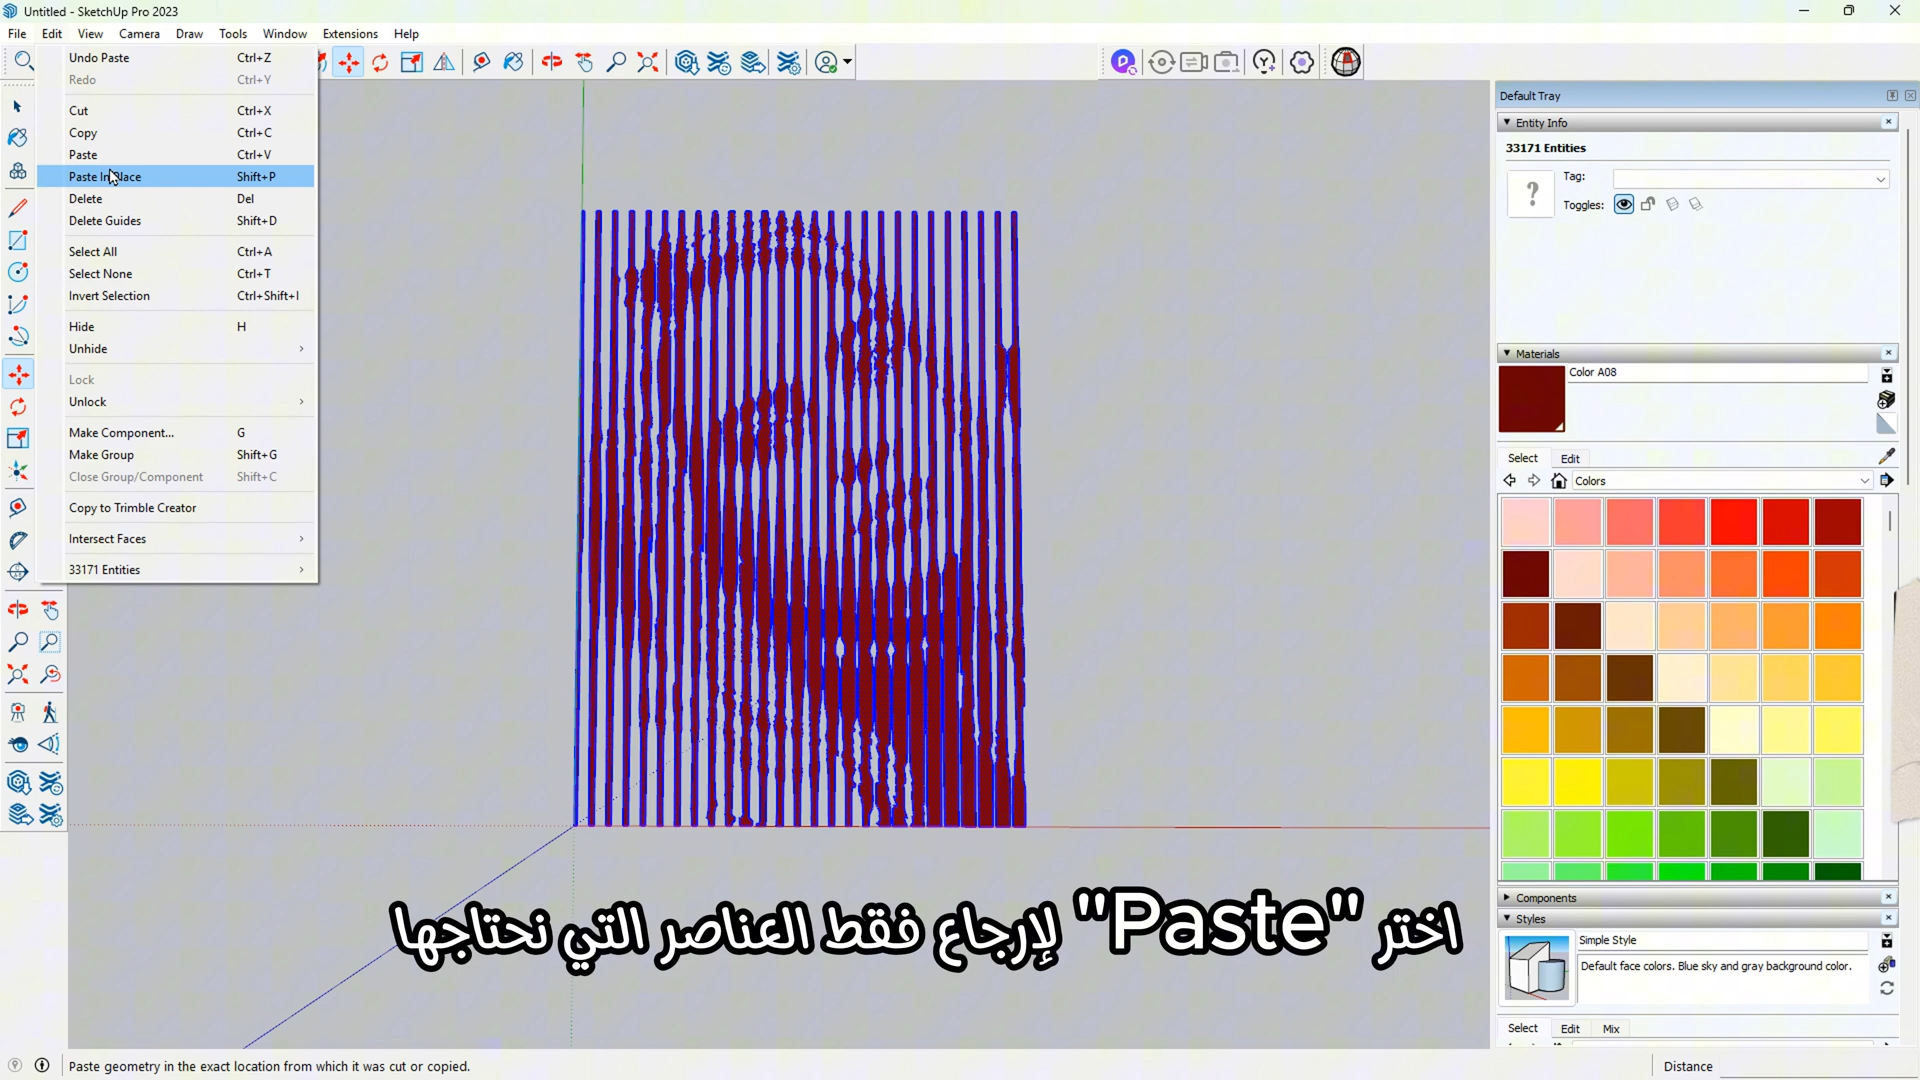 Untitled - SketchUp Pro 2023
File Edit View Camera Draw Tools Window Extensions Help
Undo Paste Ctrl+Z
Redo Ctrl+Y
Cut Ctrl+X
Copy Ctrl+C
Paste Ctrl+V
Paste In Place Shift+P
Delete Del
Delete Guides Shift+D
Select All Ctrl+A
Select None Ctrl+T
Invert Selection Ctrl+Shift+I
Hide H
Unhide
Lock
Unlock
Make Component... G
Make Group Shift+G
Close Group/Component Shift+C
Copy to Trimble Creator
Intersect Faces
33171 Entities
Default Tray
Entity Info
33171 Entities
Tag:
Toggles:
Materials
Color A08
Select Edit
Colors
Components
Styles
Simple Style
Default face colors. Blue sky and gray background color.
Select Edit Mix
اختر "Paste" لإرجاع فقط العناصر التي نحتاجها
Paste geometry in the exact location from which it was cut or copied.
Distance